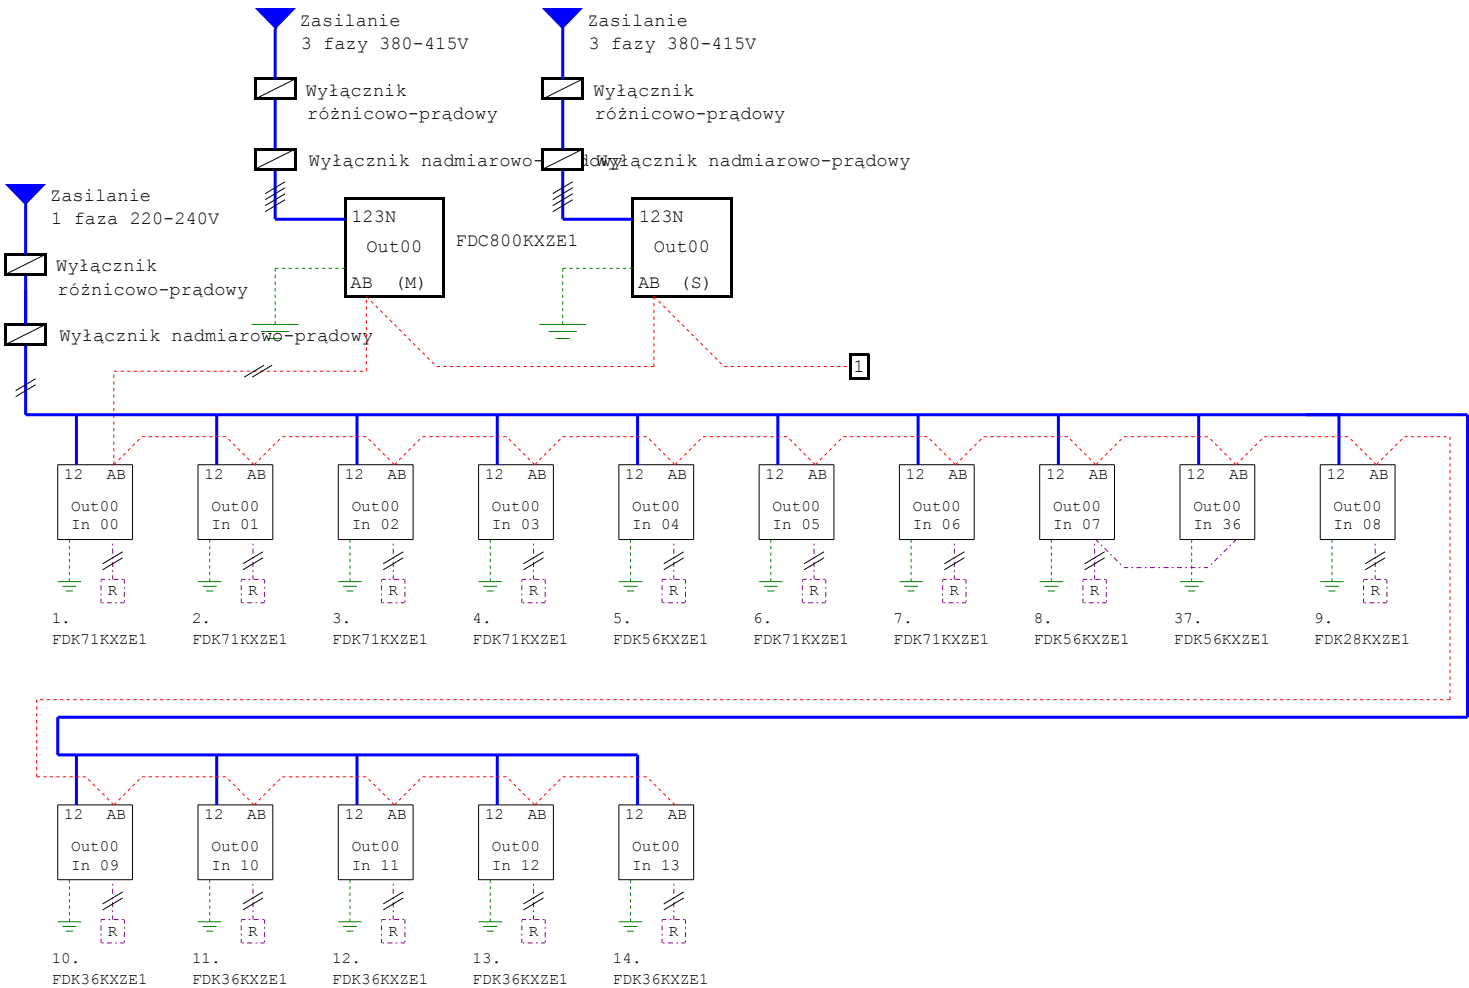 Zasilanie
3 fazy 380-415V
Zasilanie
3 fazy 380-415V
Wyłącznik
różnicowo-prądowy
Wyłącznik
różnicowo-prądowy
Wyłącznik nadmiarowo-prądowy
Wyłącznik nadmiarowo-prądowy
Zasilanie
1 faza 220-240V
123N
Out00
AB (M)
FDC800KXZE1
123N
Out00
AB (S)
Wyłącznik
różnicowo-prądowy
Wyłącznik nadmiarowo-prądowy
1
12 AB
Out00
In 00
R
1.
FDK71KXZE1
12 AB
Out00
In 01
R
2.
FDK71KXZE1
12 AB
Out00
In 02
R
3.
FDK71KXZE1
12 AB
Out00
In 03
R
4.
FDK71KXZE1
12 AB
Out00
In 04
R
5.
FDK56KXZE1
12 AB
Out00
In 05
R
6.
FDK71KXZE1
12 AB
Out00
In 06
R
7.
FDK71KXZE1
12 AB
Out00
In 07
R
8.
FDK56KXZE1
12 AB
Out00
In 36
37.
FDK56KXZE1
12 AB
Out00
In 08
R
9.
FDK28KXZE1
12 AB
Out00
In 09
R
10.
FDK36KXZE1
12 AB
Out00
In 10
R
11.
FDK36KXZE1
12 AB
Out00
In 11
R
12.
FDK36KXZE1
12 AB
Out00
In 12
R
13.
FDK36KXZE1
12 AB
Out00
In 13
R
14.
FDK36KXZE1